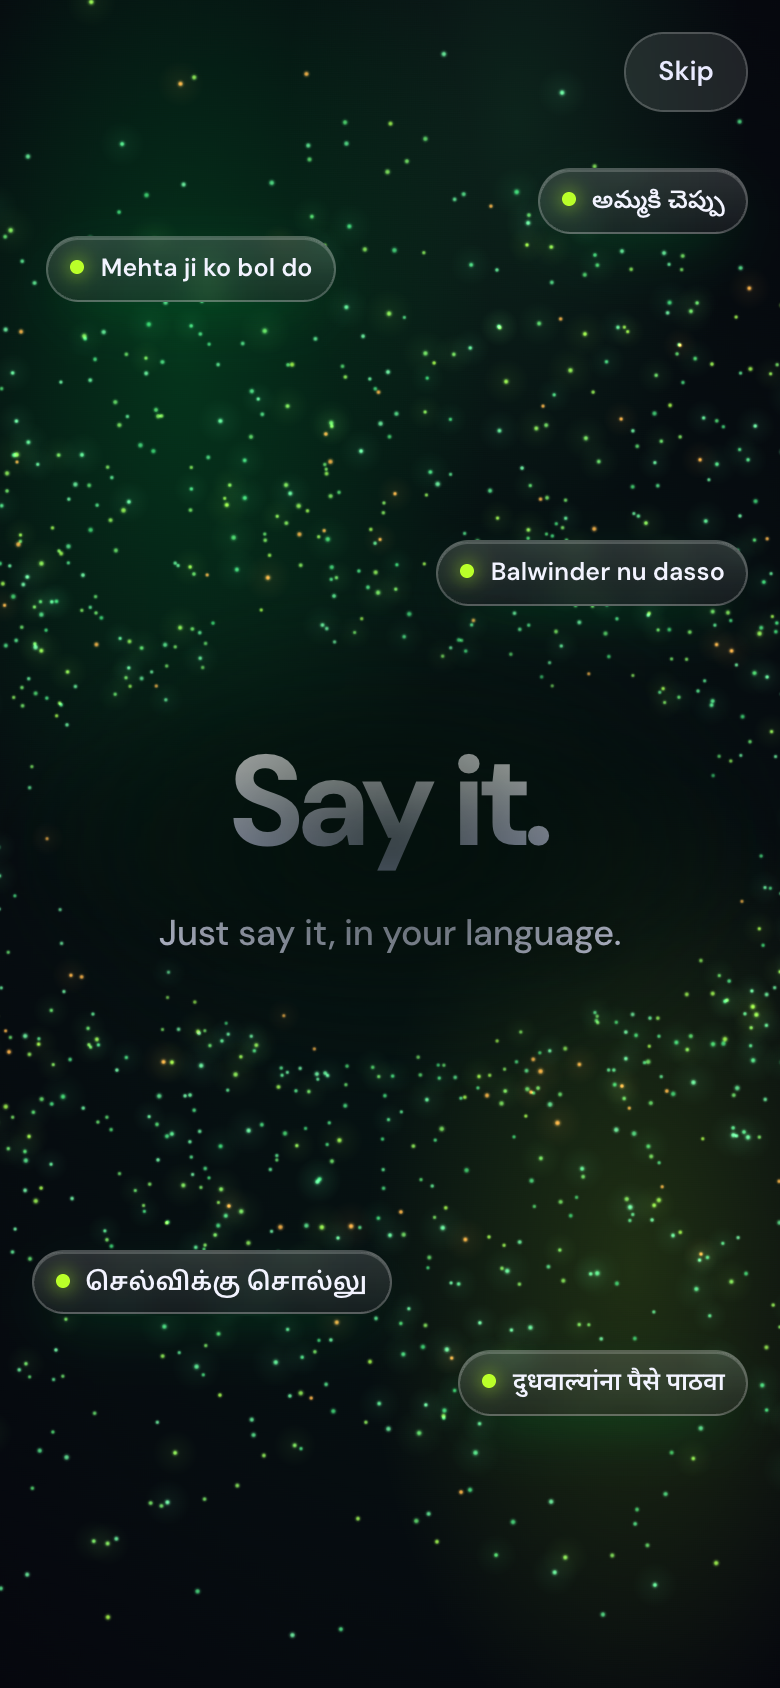 Skip
అమ్మకి చెప్పు
Mehta ji ko bol do
Balwinder nu dasso
Say it.
Just say it, in your language.
செல்விக்கு சொல்லு
दुधवाल्यांना पैसे पाठवा